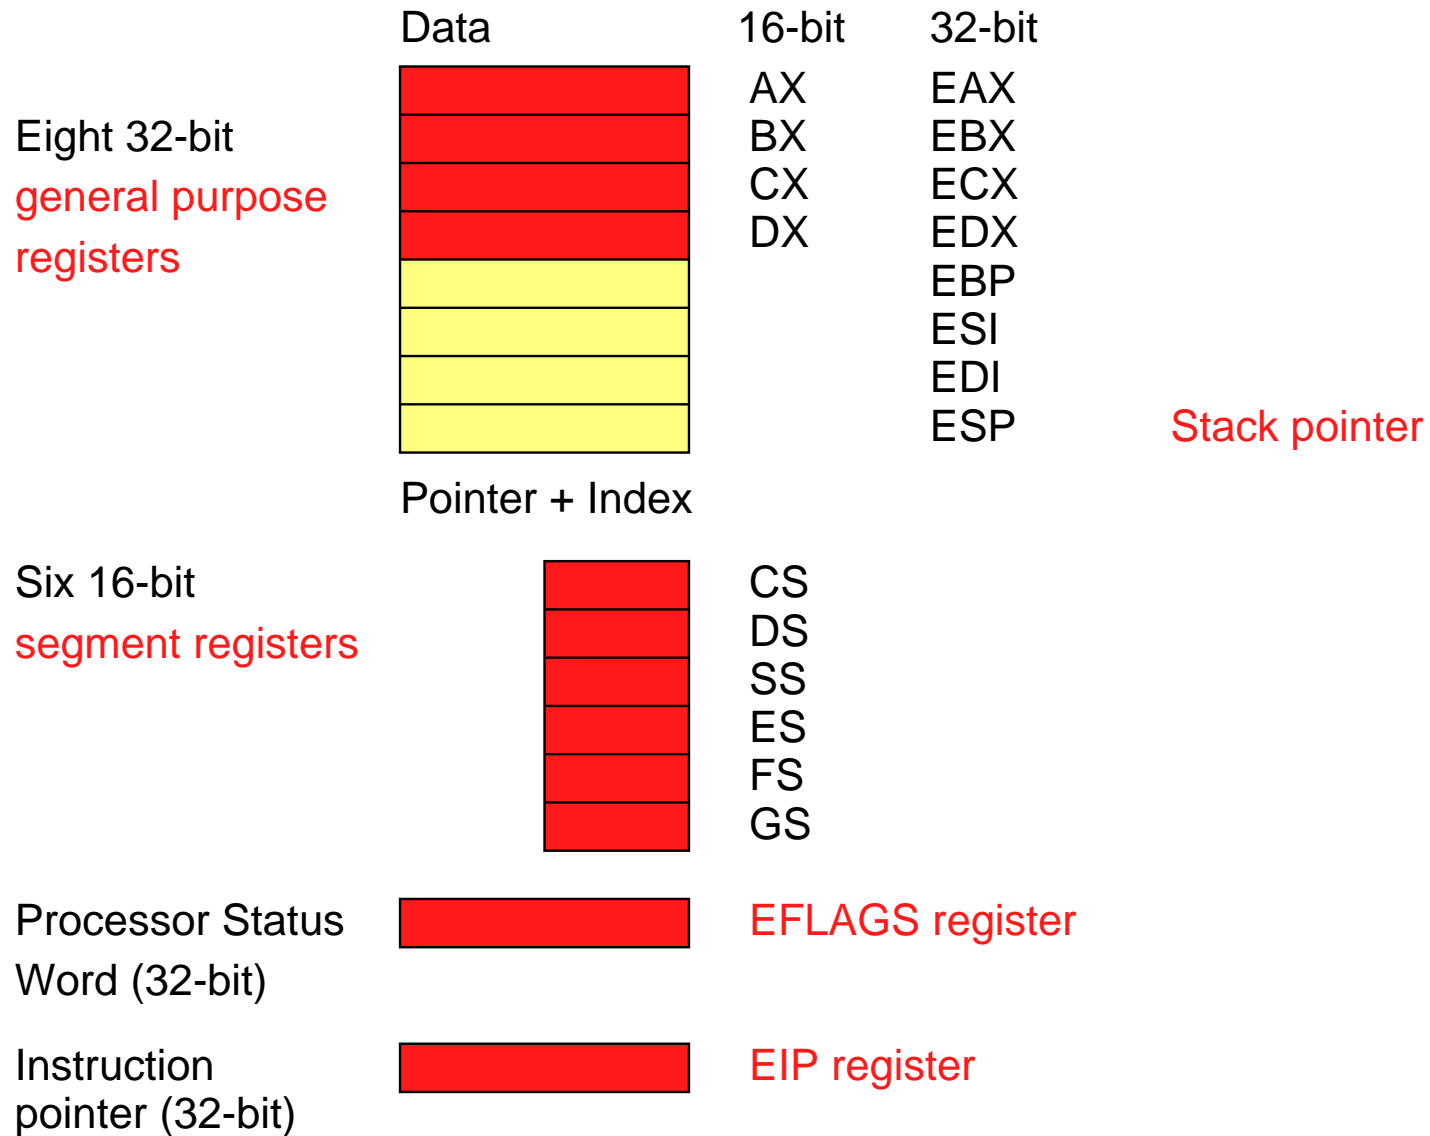 Data 16-bit 32-bit
AX EAX
Eight 32-bit BX EBX
general purpose CX ECX
DX EDX
registers
EBP
ESI
EDI
ESP Stack pointer
Pointer + Index
Six 16-bit CS
segment registers DS
SS
ES
FS
GS
Processor Status EFLAGS register
Word (32-bit)
Instruction EIP register
pointer (32-bit)